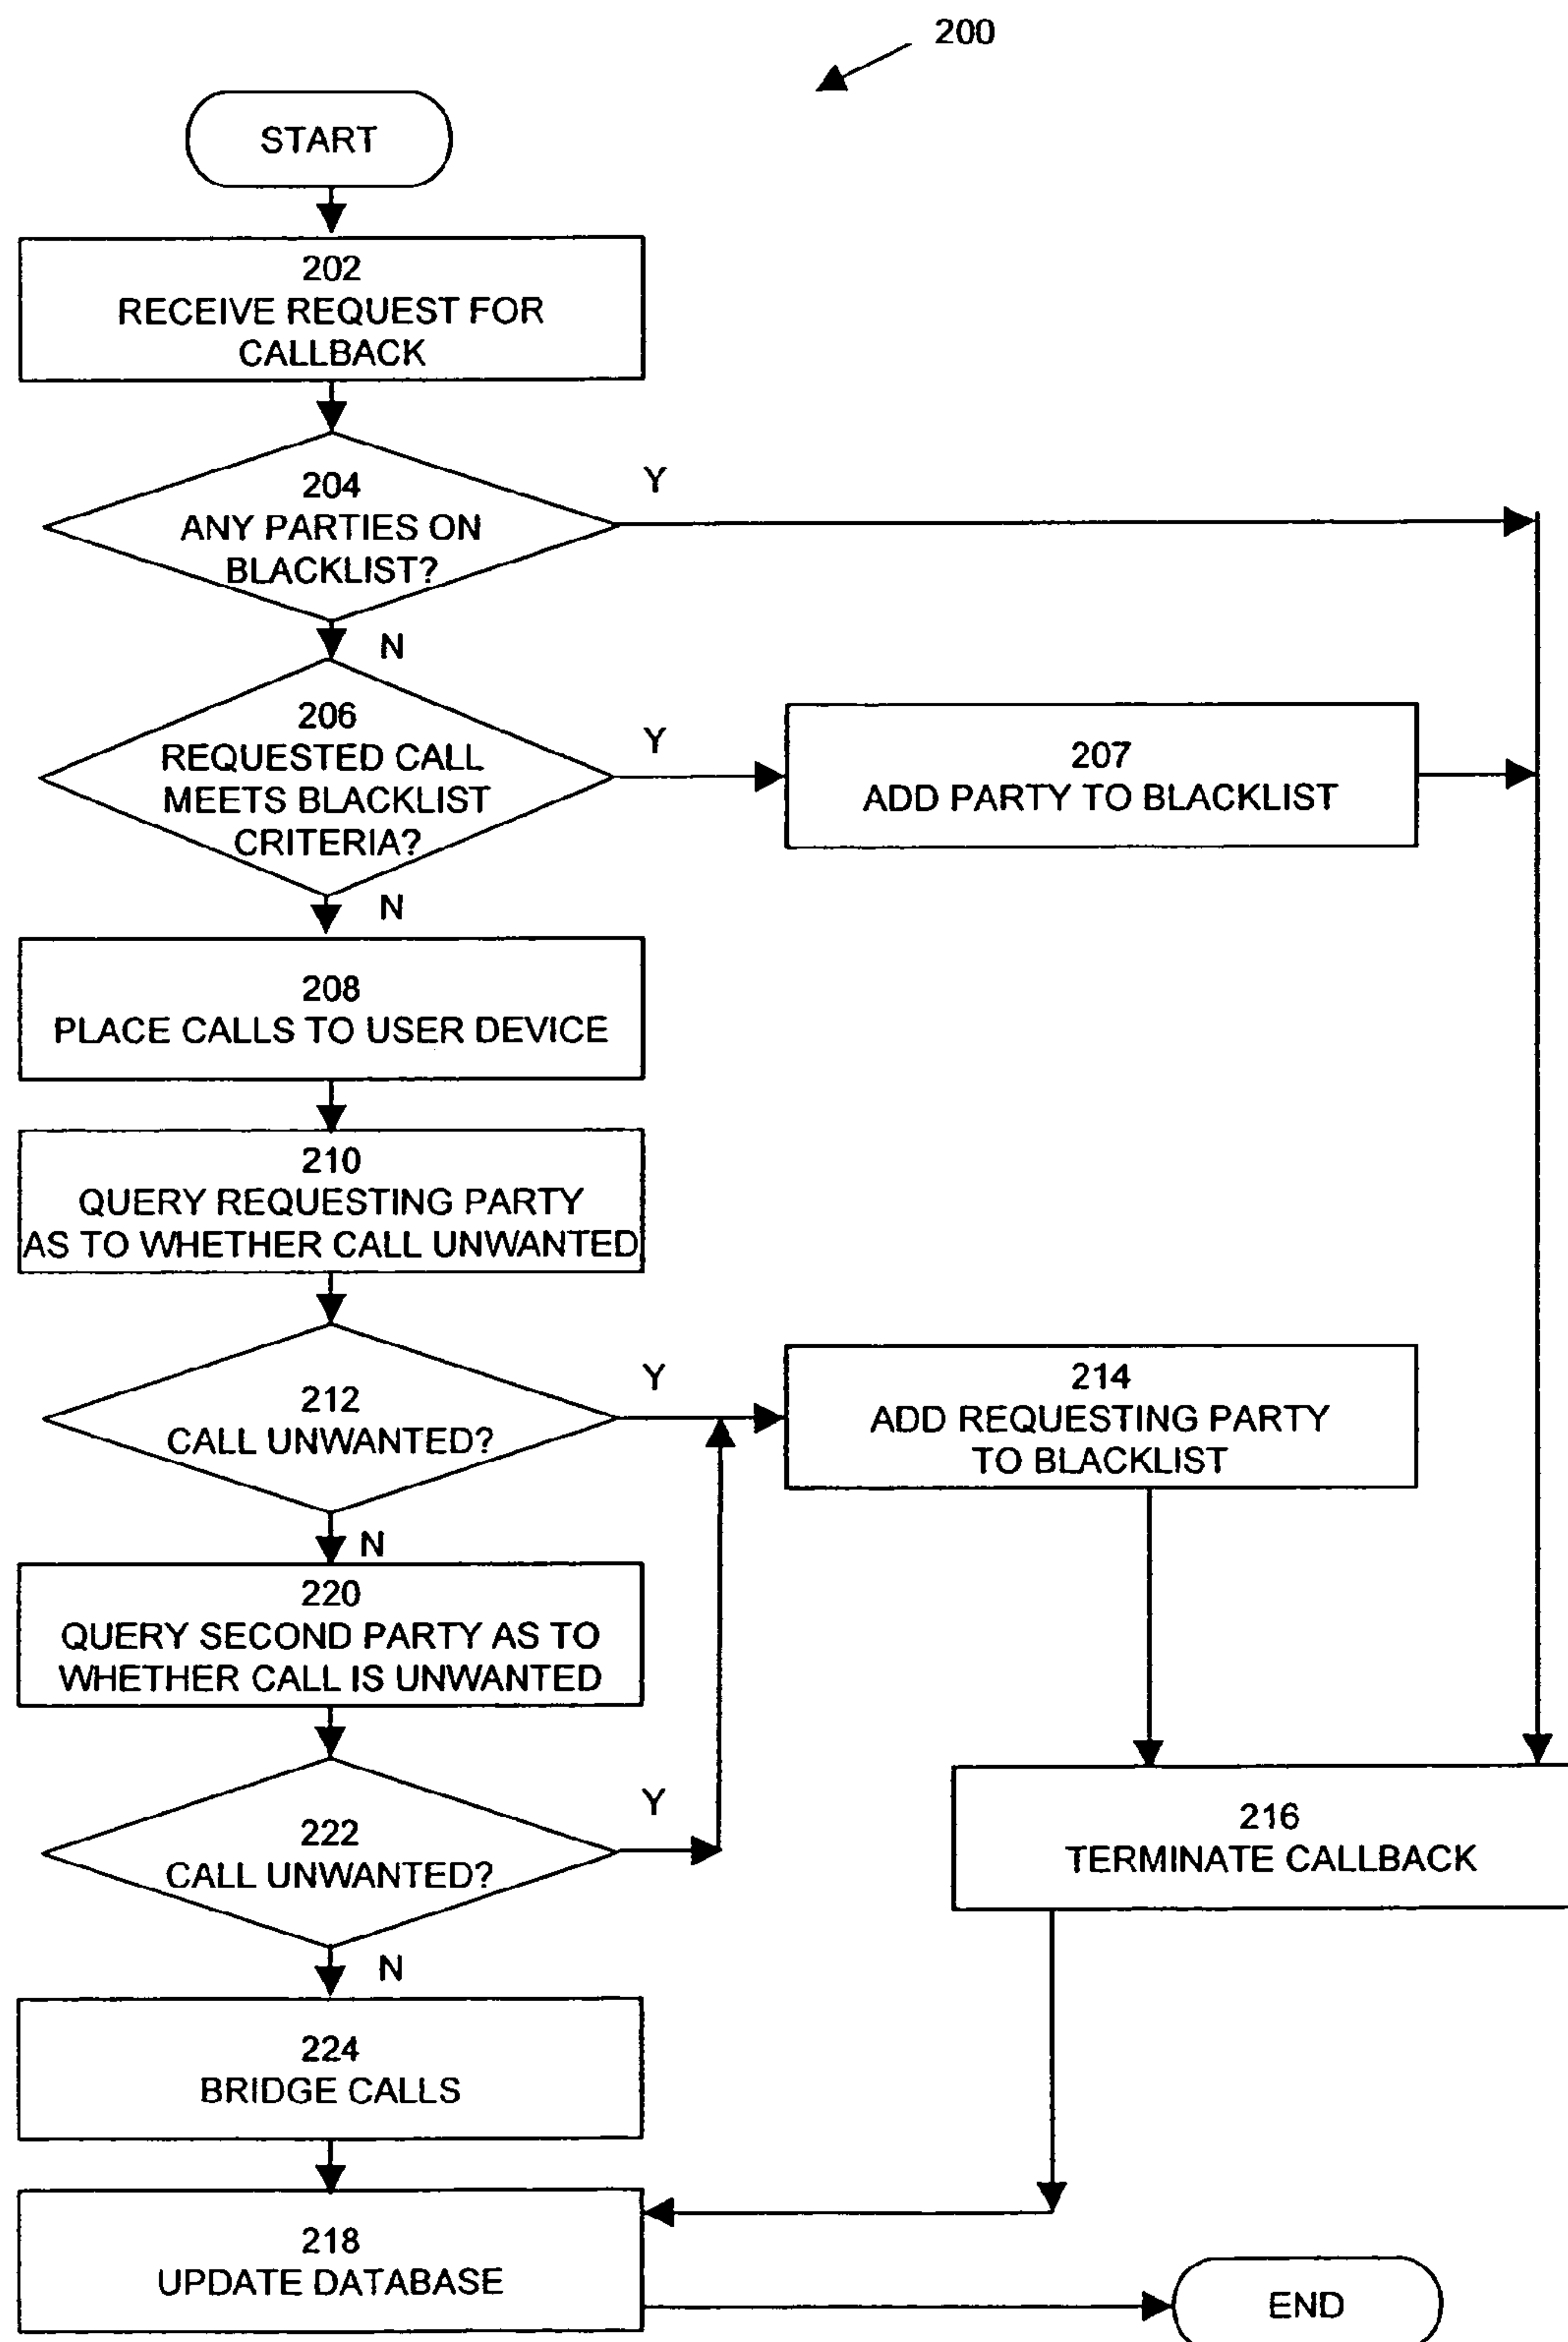 200
START
202
RECEIVE REQUEST FOR
CALLBACK
204
ANY PARTIES ON
BLACKLIST?
Y
N
206
REQUESTED CALL
MEETS BLACKLIST
CRITERIA?
Y
207
ADD PARTY TO BLACKLIST
N
208
PLACE CALLS TO USER DEVICE
210
QUERY REQUESTING PARTY
AS TO WHETHER CALL UNWANTED
212
CALL UNWANTED?
Y
214
ADD REQUESTING PARTY
TO BLACKLIST
N
220
QUERY SECOND PARTY AS TO
WHETHER CALL IS UNWANTED
222
CALL UNWANTED?
Y
216
TERMINATE CALLBACK
N
224
BRIDGE CALLS
218
UPDATE DATABASE
END